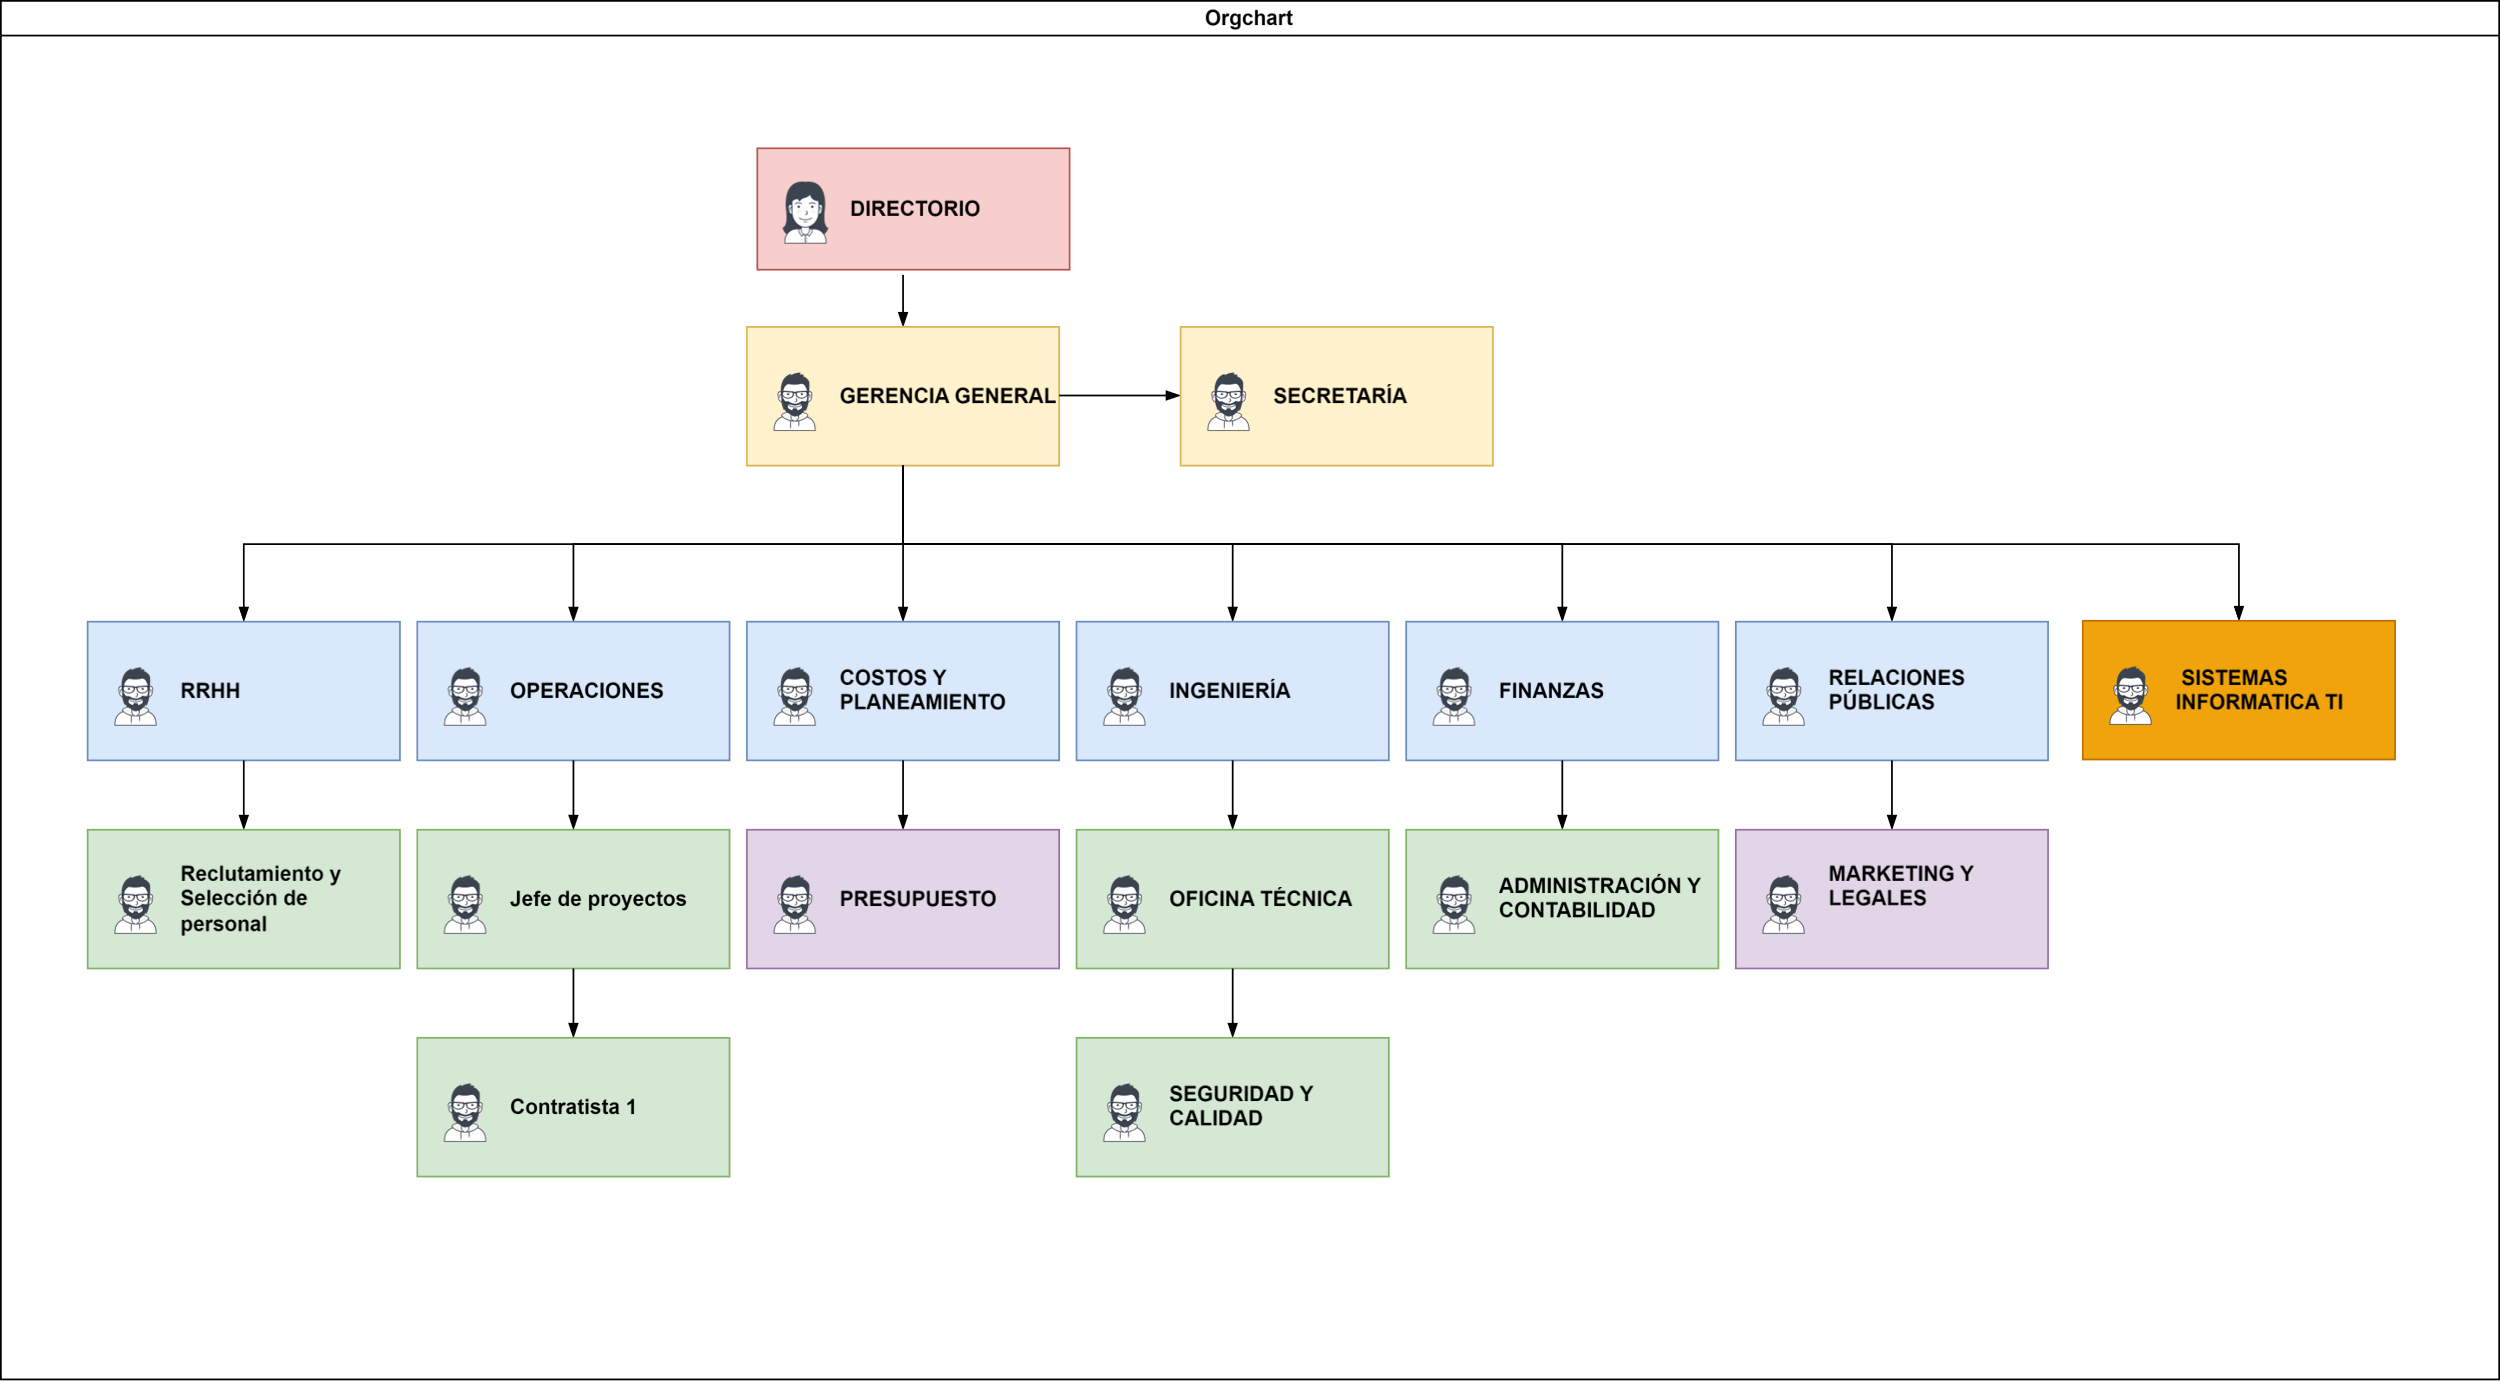 Orgchart
DIRECTORIO
GERENCIA GENERAL
SECRETARÍA
RRHH
OPERACIONES
COSTOS Y
PLANEAMIENTO
INGENIERÍA
FINANZAS
RELACIONES
PÚBLICAS
SISTEMAS
INFORMATICA TI
Reclutamiento y
Selección de
personal
Jefe de proyectos
PRESUPUESTO
OFICINA TÉCNICA
ADMINISTRACIÓN Y
CONTABILIDAD
MARKETING Y
LEGALES
Contratista 1
SEGURIDAD Y
CALIDAD